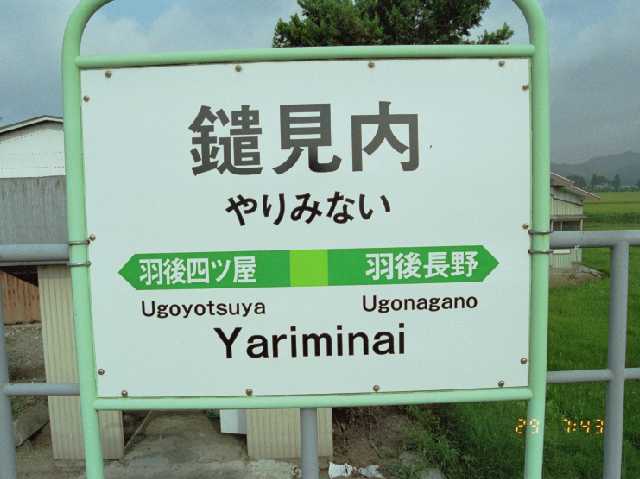 鑓見内
やりみない
羽後四ツ屋 羽後長野
Ugoyotsuya Ugonagano
Yariminai
29 7:43